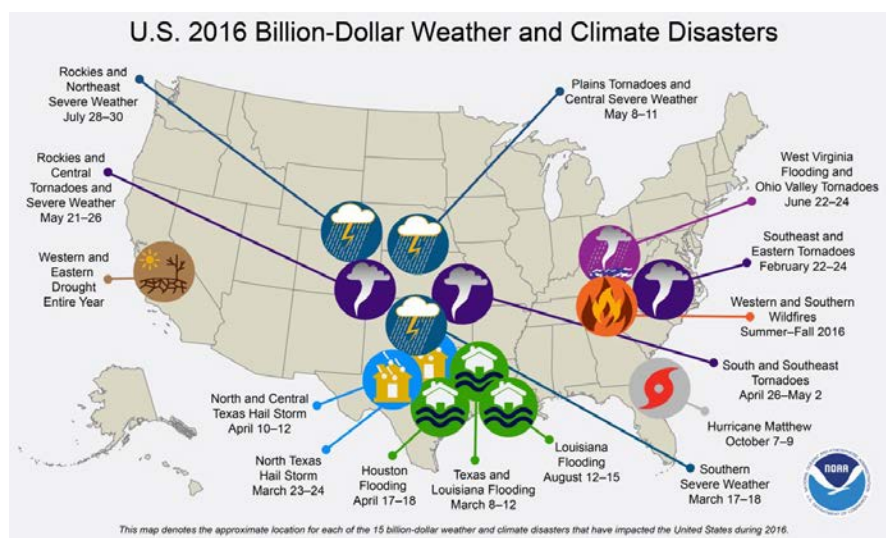 U.S. 2016 Billion-Dollar Weather and Climate Disasters
Rockies and
Northeast
Severe Weather
July 28–30
Plains Tornadoes and
Central Severe Weather
May 8–11
Rockies and
Central
Tornadoes and
Severe Weather
May 21–26
West Virginia
Flooding and
Ohio Valley Tornadoes
June 22–24
Western and
Eastern
Drought
Entire Year
Southeast and
Eastern Tornadoes
February 22–24
Western and Southern
Wildfires
Summer–Fall 2016
South and Southeast
Tornadoes
April 26–May 2
North and Central
Texas Hail Storm
April 10–12
Hurricane Matthew
October 7–9
North Texas
Hail Storm
March 23–24
Houston
Flooding
April 17–18
Texas and
Louisiana Flooding
March 8–12
Louisiana
Flooding
August 12–15
Southern
Severe Weather
March 17–18
NOAA
This map denotes the approximate location for each of the 15 billion-dollar weather and climate disasters that have impacted the United States during 2016.